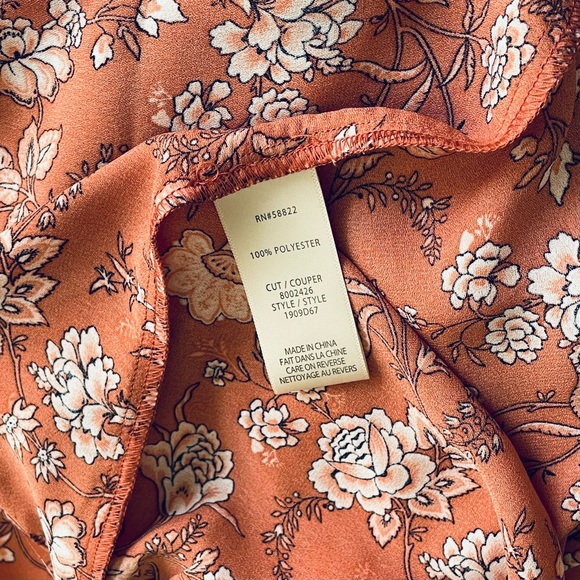 RN#58822
100% POLYESTER
CUT / COUPER
8002426
STYLE / STYLE
1909D67
MADE IN CHINA
FAIT DANS LA CHINE
CARE ON REVERSE
NETTOYAGE AU REVERS